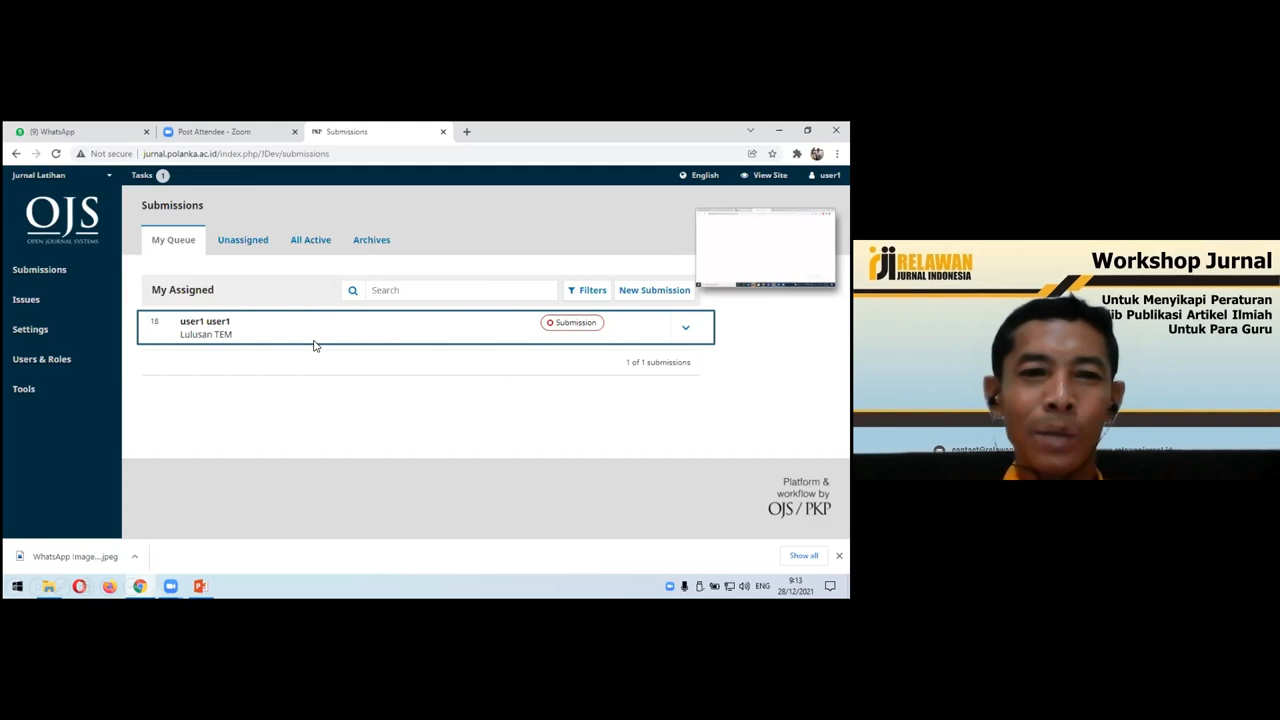 (9) WhatsApp
Post Attendee - Zoom
PKP Submissions
Not secure
jurnal.polanka.ac.id/index.php/JDev/submissions
Jurnal Latihan
Tasks 1
English
View Site
user1
OJS
OPEN JOURNAL SYSTEMS
Submissions
Issues
Settings
Users & Roles
Tools
Submissions
My Queue
Unassigned
All Active
Archives
My Assigned
Search
Filters
New Submission
18
user1 user1
Lulusan TEM
Submission
1 of 1 submissions
Platform &
workflow by
OJS / PKP
WhatsApp Image....jpeg
Show all
ENG
9:13
28/12/2021
RELAWAN
JURNAL INDONESIA
Workshop Jurnal
Untuk Menyikapi Peraturan
ib Publikasi Artikel Ilmiah
Untuk Para Guru